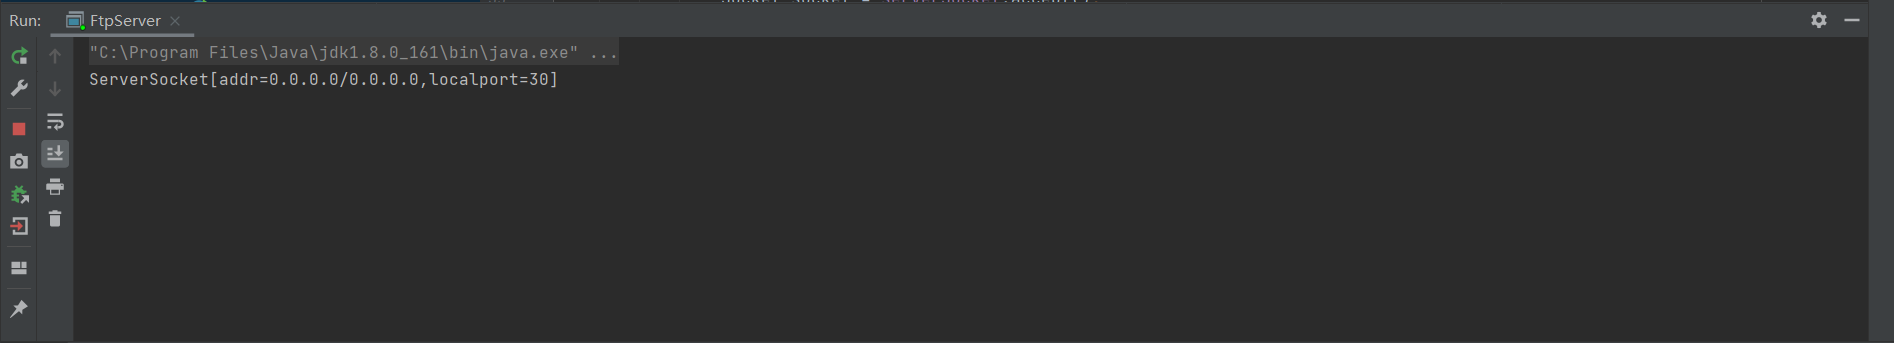 Run: FtpServer
"C:\Program Files\Java\jdk1.8.0_161\bin\java.exe" ...
ServerSocket[addr=0.0.0.0/0.0.0.0,localport=30]